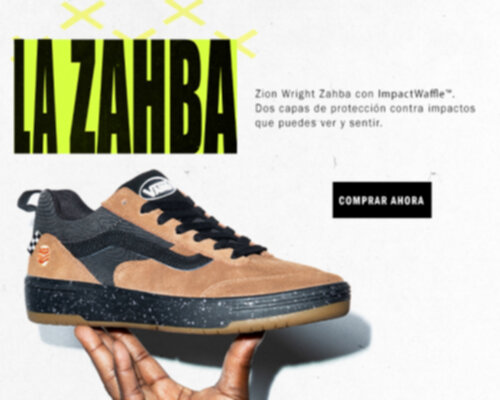 LA ZAHBA
Zion Wright Zahba con ImpactWaffle™.
Dos capas de protección contra impactos
que puedes ver y sentir.
COMPRAR AHORA
VANS